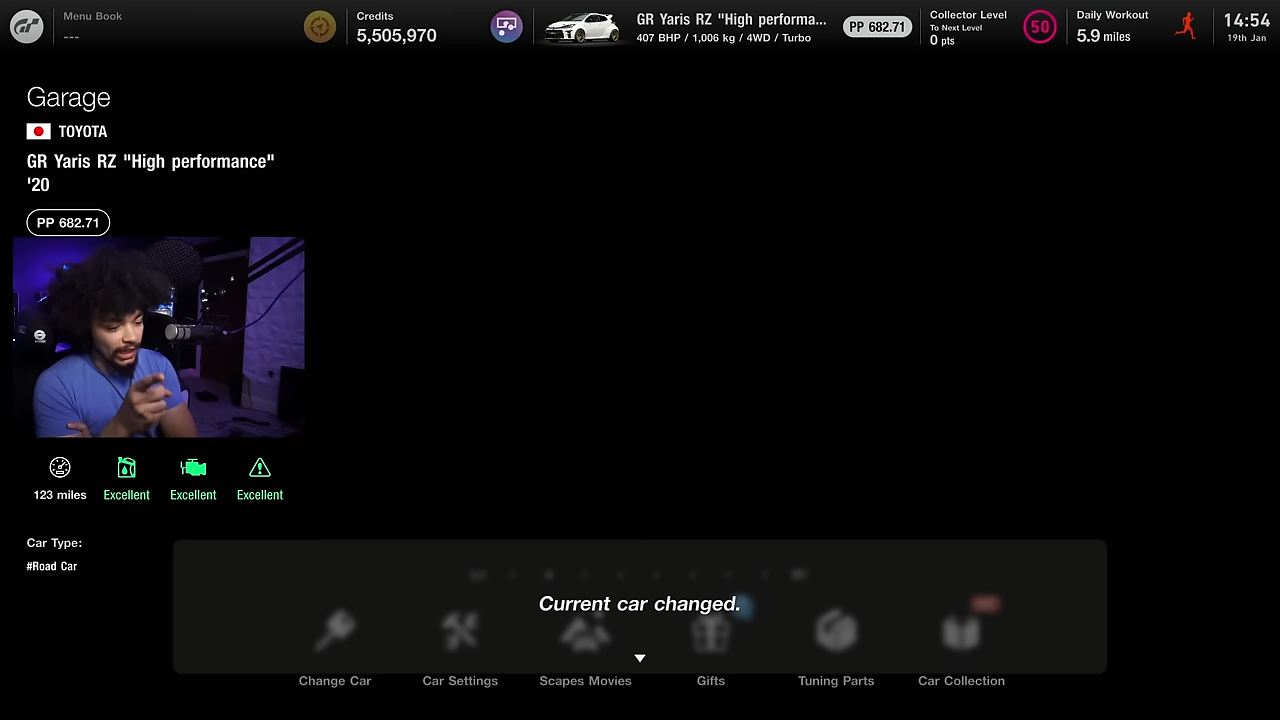 Menu Book
---
Credits
5,505,970
GR Yaris RZ "High performa...
407 BHP / 1,006 kg / 4WD / Turbo
PP 682.71
Collector Level
To Next Level
0 pts
50
Daily Workout
5.9 miles
14:54
19th Jan
Garage
TOYOTA
GR Yaris RZ "High performance"
'20
PP 682.71
123 miles
Excellent
Excellent
Excellent
Car Type:
#Road Car
Current car changed.
Change Car
Car Settings
Scapes Movies
Gifts
Tuning Parts
Car Collection